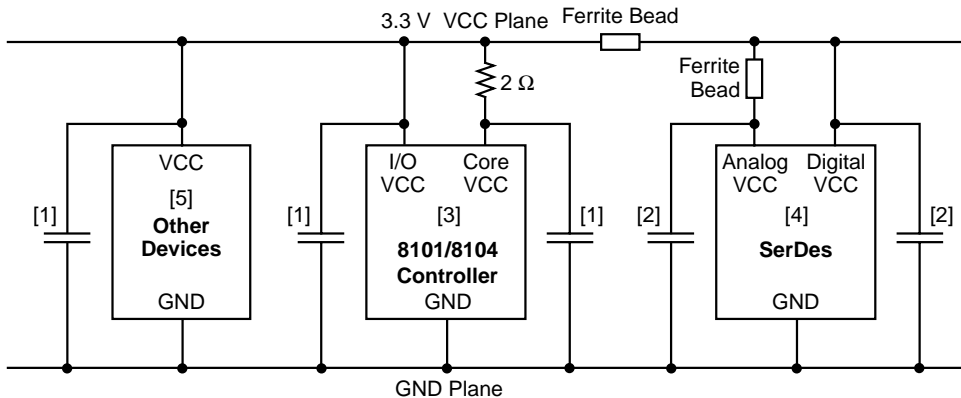 3.3 V VCC Plane
Ferrite Bead
Ferrite
Bead
2 Ω
VCC
[5]
Other
Devices
GND
[1]
I/O
VCC
Core
VCC
[3]
8101/8104
Controller
GND
[1]
[1]
Analog
VCC
Digital
VCC
[4]
SerDes
GND
[2]
[2]
GND Plane